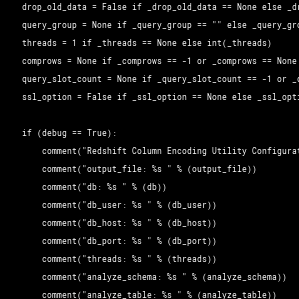 drop_old_data = False if _drop_old_data == None else _dr
query_group = None if _query_group == "" else _query_gro
threads = 1 if _threads == None else int(_threads)
comprows = None if _comprows == -1 or _comprows == None
query_slot_count = None if _query_slot_count == -1 or _q
ssl_option = False if _ssl_option == None else _ssl_opti
if (debug == True):
comment("Redshift Column Encoding Utility Configurat
comment("output_file: %s " % (output_file))
comment("db: %s " % (db))
comment("db_user: %s " % (db_user))
comment("db_host: %s " % (db_host))
comment("db_port: %s " % (db_port))
comment("threads: %s " % (threads))
comment("analyze_schema: %s " % (analyze_schema))
comment("analyze_table: %s " % (analyze_table))